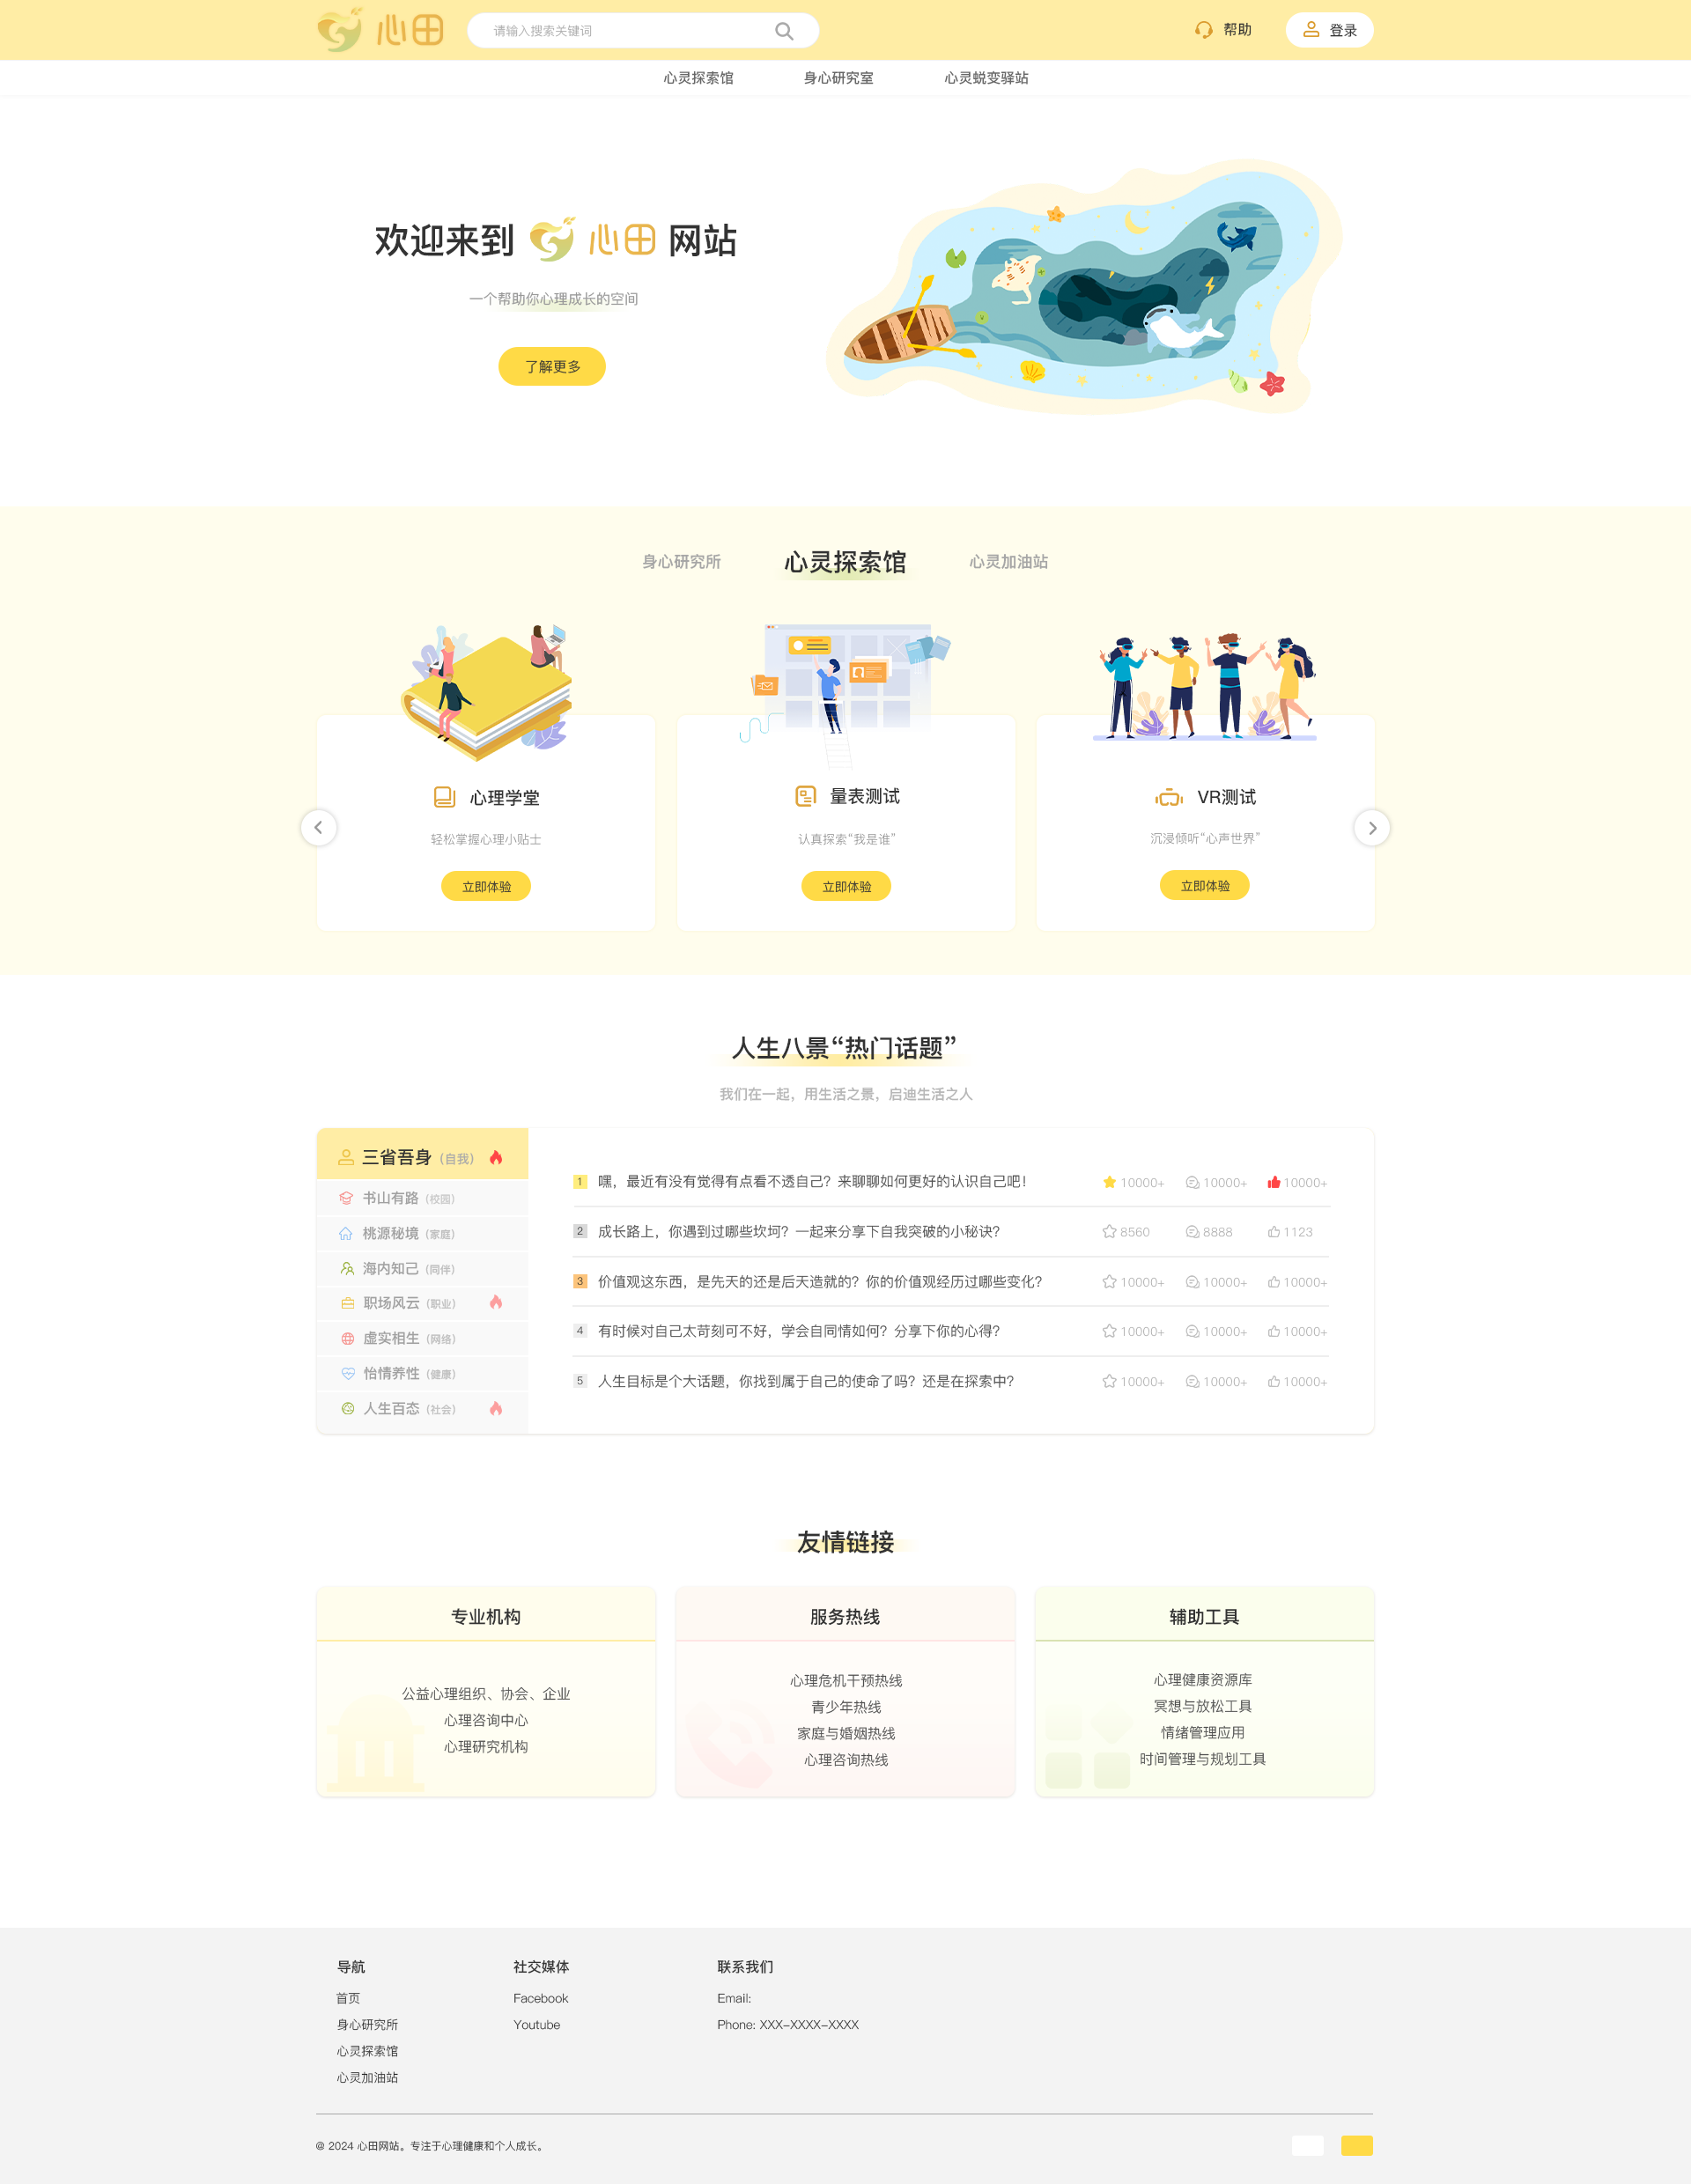 心田
请输入搜索关键词
帮助
登录
心灵探索馆
身心研究室
心灵蜕变驿站
欢迎来到 心田 网站
一个帮助你心理成长的空间
了解更多
身心研究所
心灵探索馆
心灵加油站
心理学堂
轻松掌握心理小贴士
立即体验
量表测试
认真探索“我是谁”
立即体验
VR测试
沉浸倾听“心声世界”
立即体验
人生八景“热门话题”
我们在一起，用生活之景，启迪生活之人
三省吾身（自我）
书山有路（校园）
桃源秘境（家庭）
海内知己（同伴）
职场风云（职业）
虚实相生（网络）
怡情养性（健康）
人生百态（社会）
1 嘿，最近有没有觉得有点看不透自己？来聊聊如何更好的认识自己吧！ 10000+ 10000+ 10000+
2 成长路上，你遇到过哪些坎坷？一起来分享下自我突破的小秘诀？ 8560 8888 1123
3 价值观这东西，是先天的还是后天造就的？你的价值观经历过哪些变化？ 10000+ 10000+ 10000+
4 有时候对自己太苛刻可不好，学会自同情如何？分享下你的心得？ 10000+ 10000+ 10000+
5 人生目标是个大话题，你找到属于自己的使命了吗？还是在探索中？ 10000+ 10000+ 10000+
友情链接
专业机构
公益心理组织、协会、企业
心理咨询中心
心理研究机构
服务热线
心理危机干预热线
青少年热线
家庭与婚姻热线
心理咨询热线
辅助工具
心理健康资源库
冥想与放松工具
情绪管理应用
时间管理与规划工具
导航
首页
身心研究所
心灵探索馆
心灵加油站
社交媒体
Facebook
Youtube
联系我们
Email:
Phone: XXX-XXXX-XXXX
@ 2024 心田网站。专注于心理健康和个人成长。